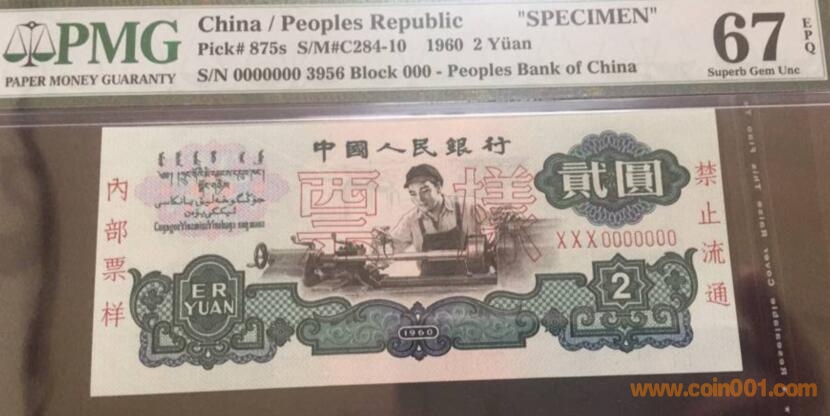 PMG
PAPER MONEY GUARANTY
China / Peoples Republic "SPECIMEN"
Pick# 875s S/M#C284-10 1960 2 Yüan
S/N 0000000 3956 Block 000 - Peoples Bank of China
67
EPQ
Superb Gem Unc
中國人民銀行
內部票样
票樣
貳圓
禁止流通
XXX0000000
ER
YUAN
2
1960
www.coin001.com